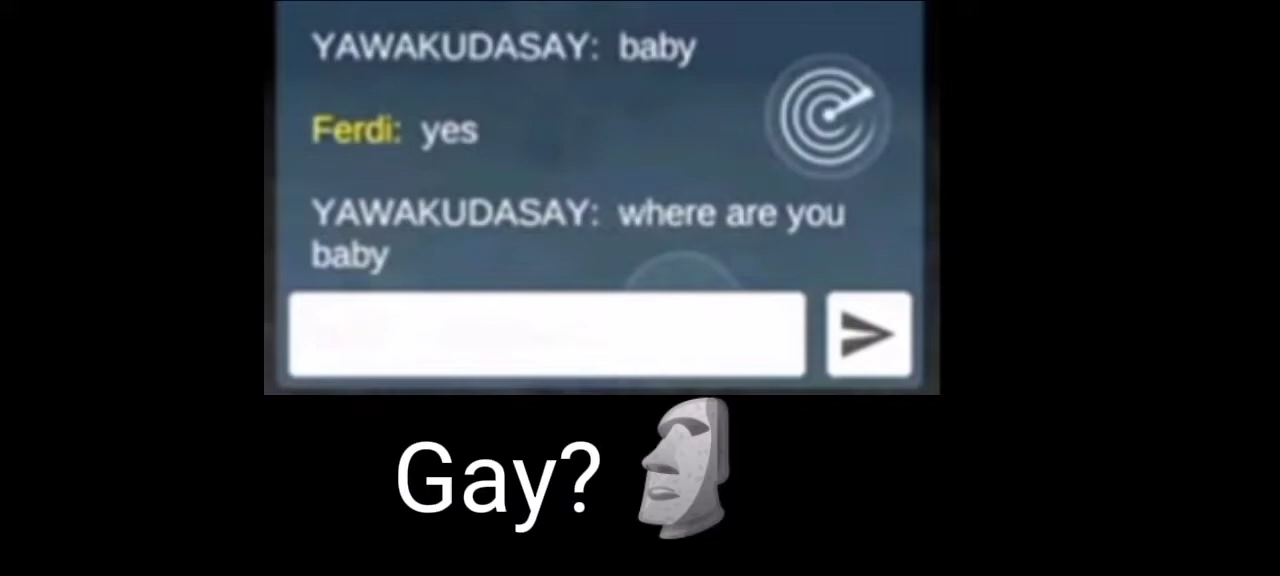 YAWAKUDASAY: baby
Ferdi: yes
YAWAKUDASAY: where are you
baby
Gay? 🗿